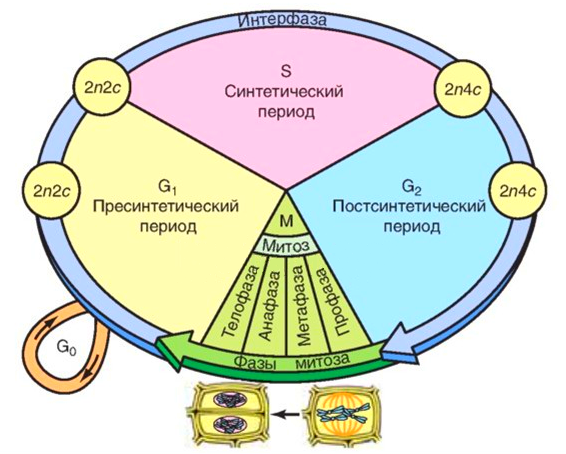 Интерфаза
S
Синтетический
период
2n2c
2n4c
2n2c
G₁
Пресинтетический
период
G₂
Постсинтетический
период
2n4c
M
Митоз
Телофаза
Анафаза
Метафаза
Профаза
G₀
Фазы митоза